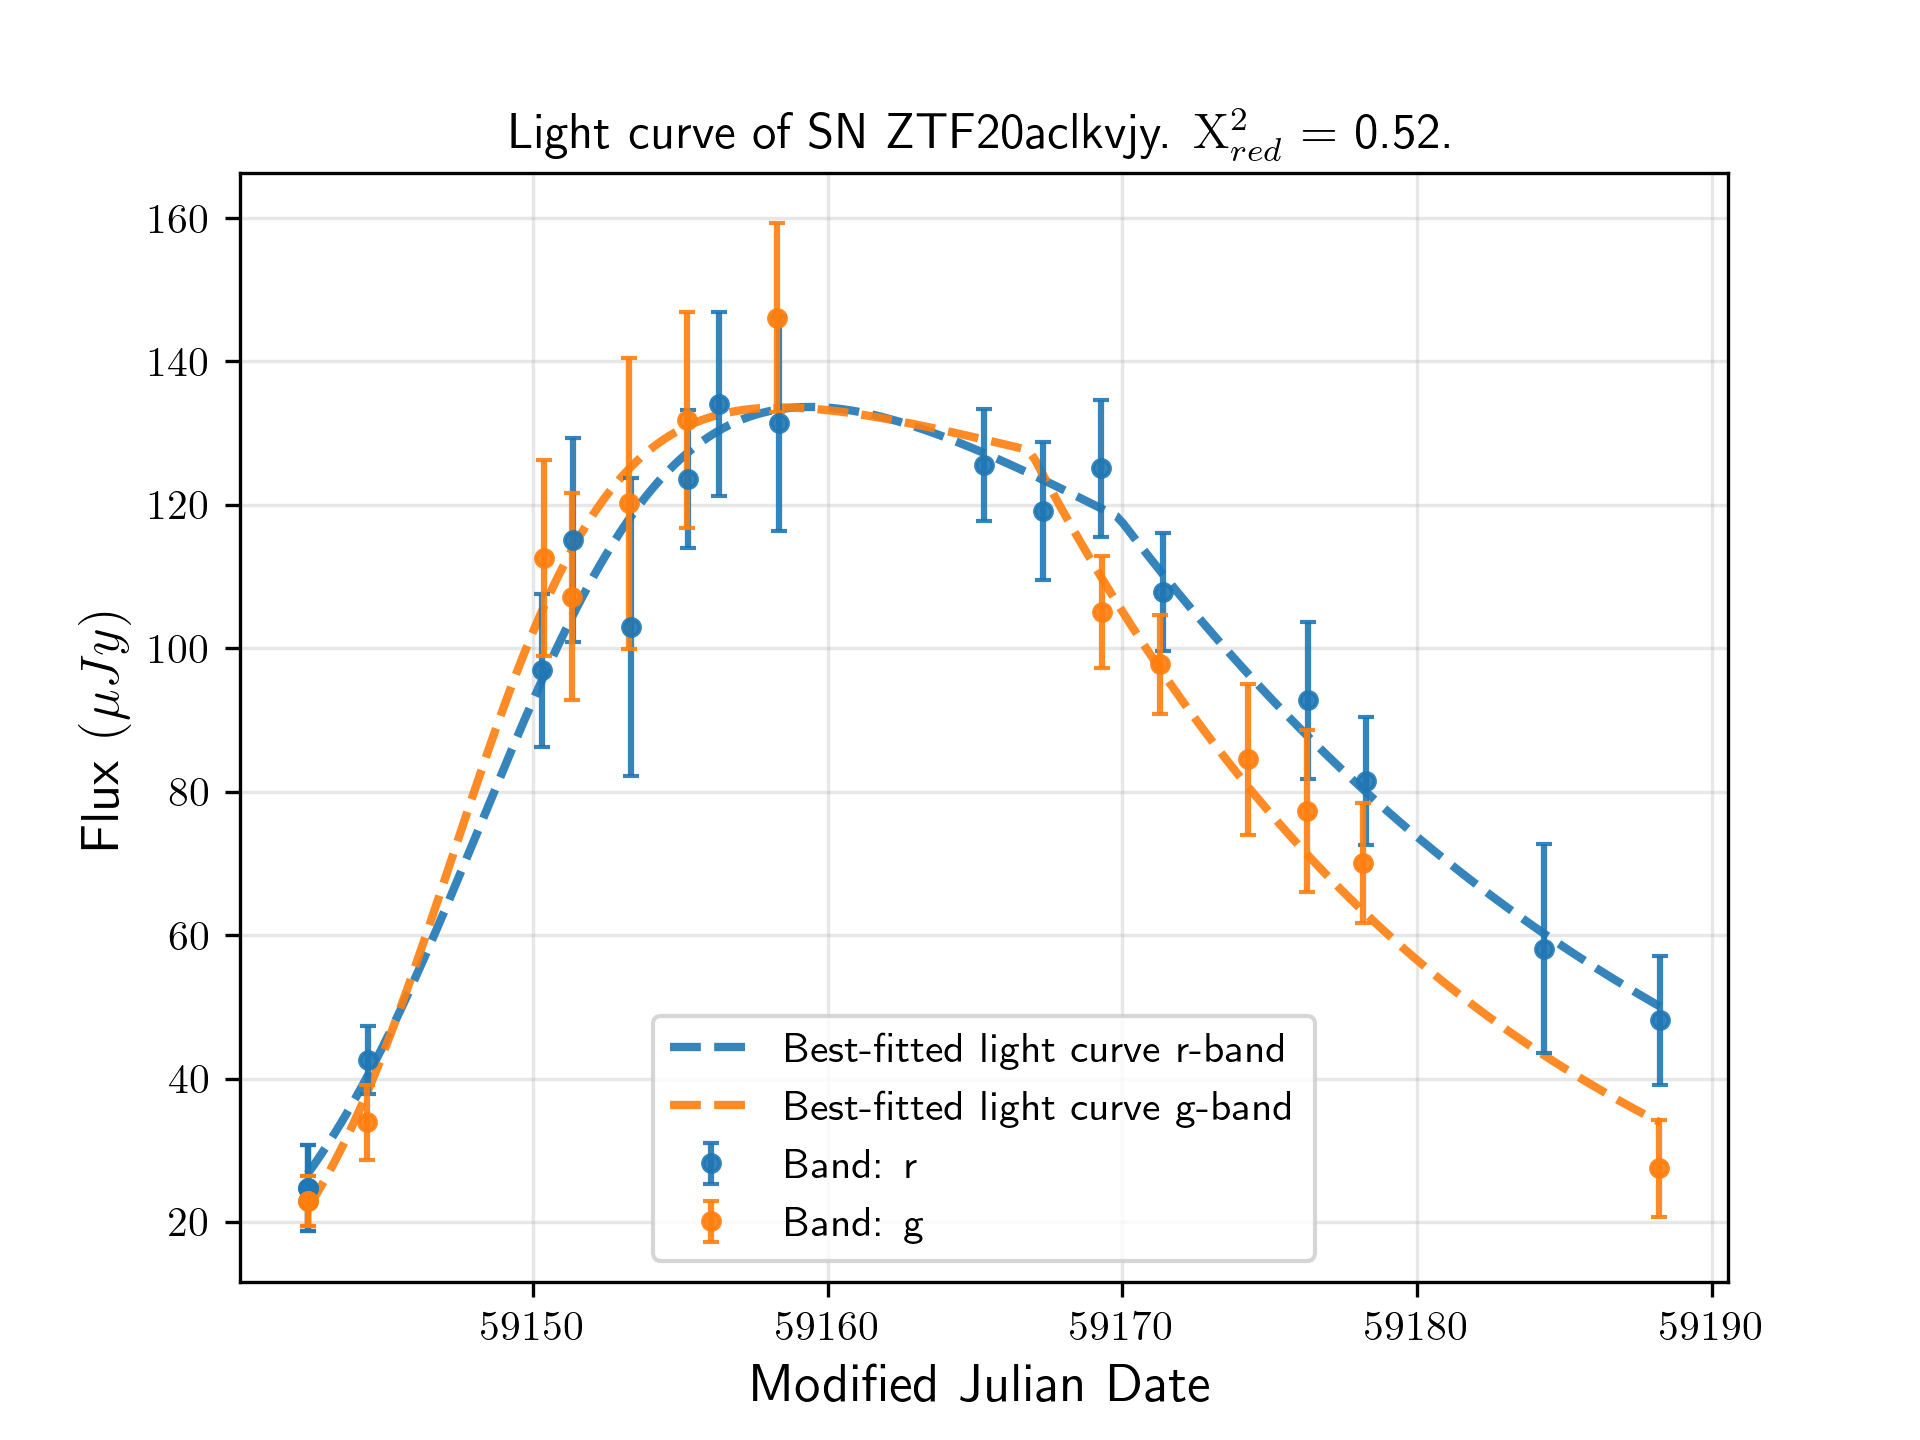 Light curve of SN ZTF20aclkvjy. X²_red = 0.52.
160
140
120
100
80
60
40
20
Flux (μJy)
Best-fitted light curve r-band
Best-fitted light curve g-band
Band: r
Band: g
59150 59160 59170 59180 59190
Modified Julian Date